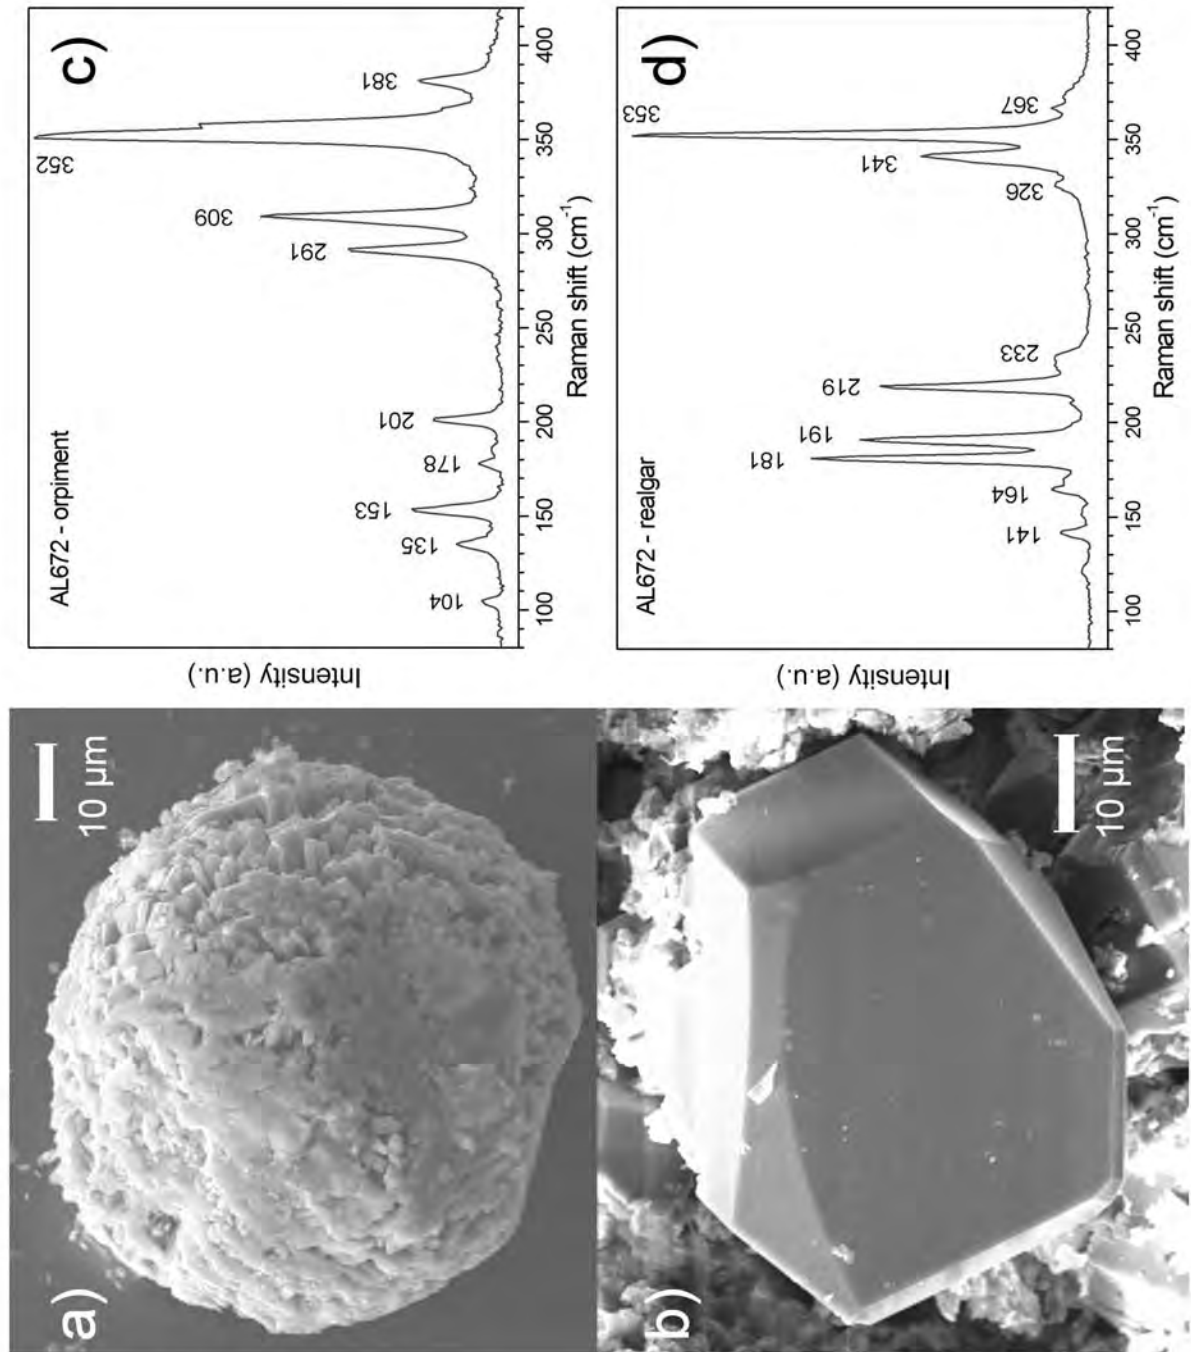 a)
10 µm
b)
10 µm
c)
AL672 - orpiment
Intensity (a.u.)
104
135
153
178
201
291
309
352
381
100
150
200
250
300
350
400
Raman shift (cm⁻¹)
d)
AL672 - realgar
Intensity (a.u.)
141
164
181
191
219
233
326
341
353
367
100
150
200
250
300
350
400
Raman shift (cm⁻¹)